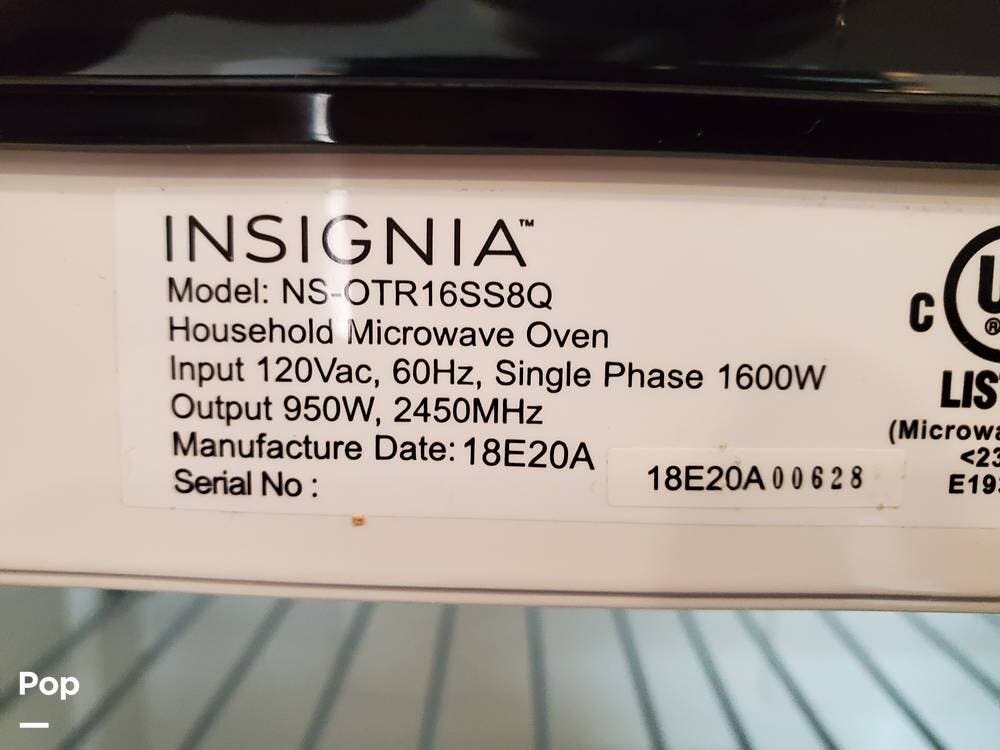 INSIGNIA™
Model: NS-OTR16SS8Q
Household Microwave Oven
Input 120Vac, 60Hz, Single Phase 1600W
Output 950W, 2450MHz
Manufacture Date: 18E20A
Serial No :
18E20A00628
C
®
Pop